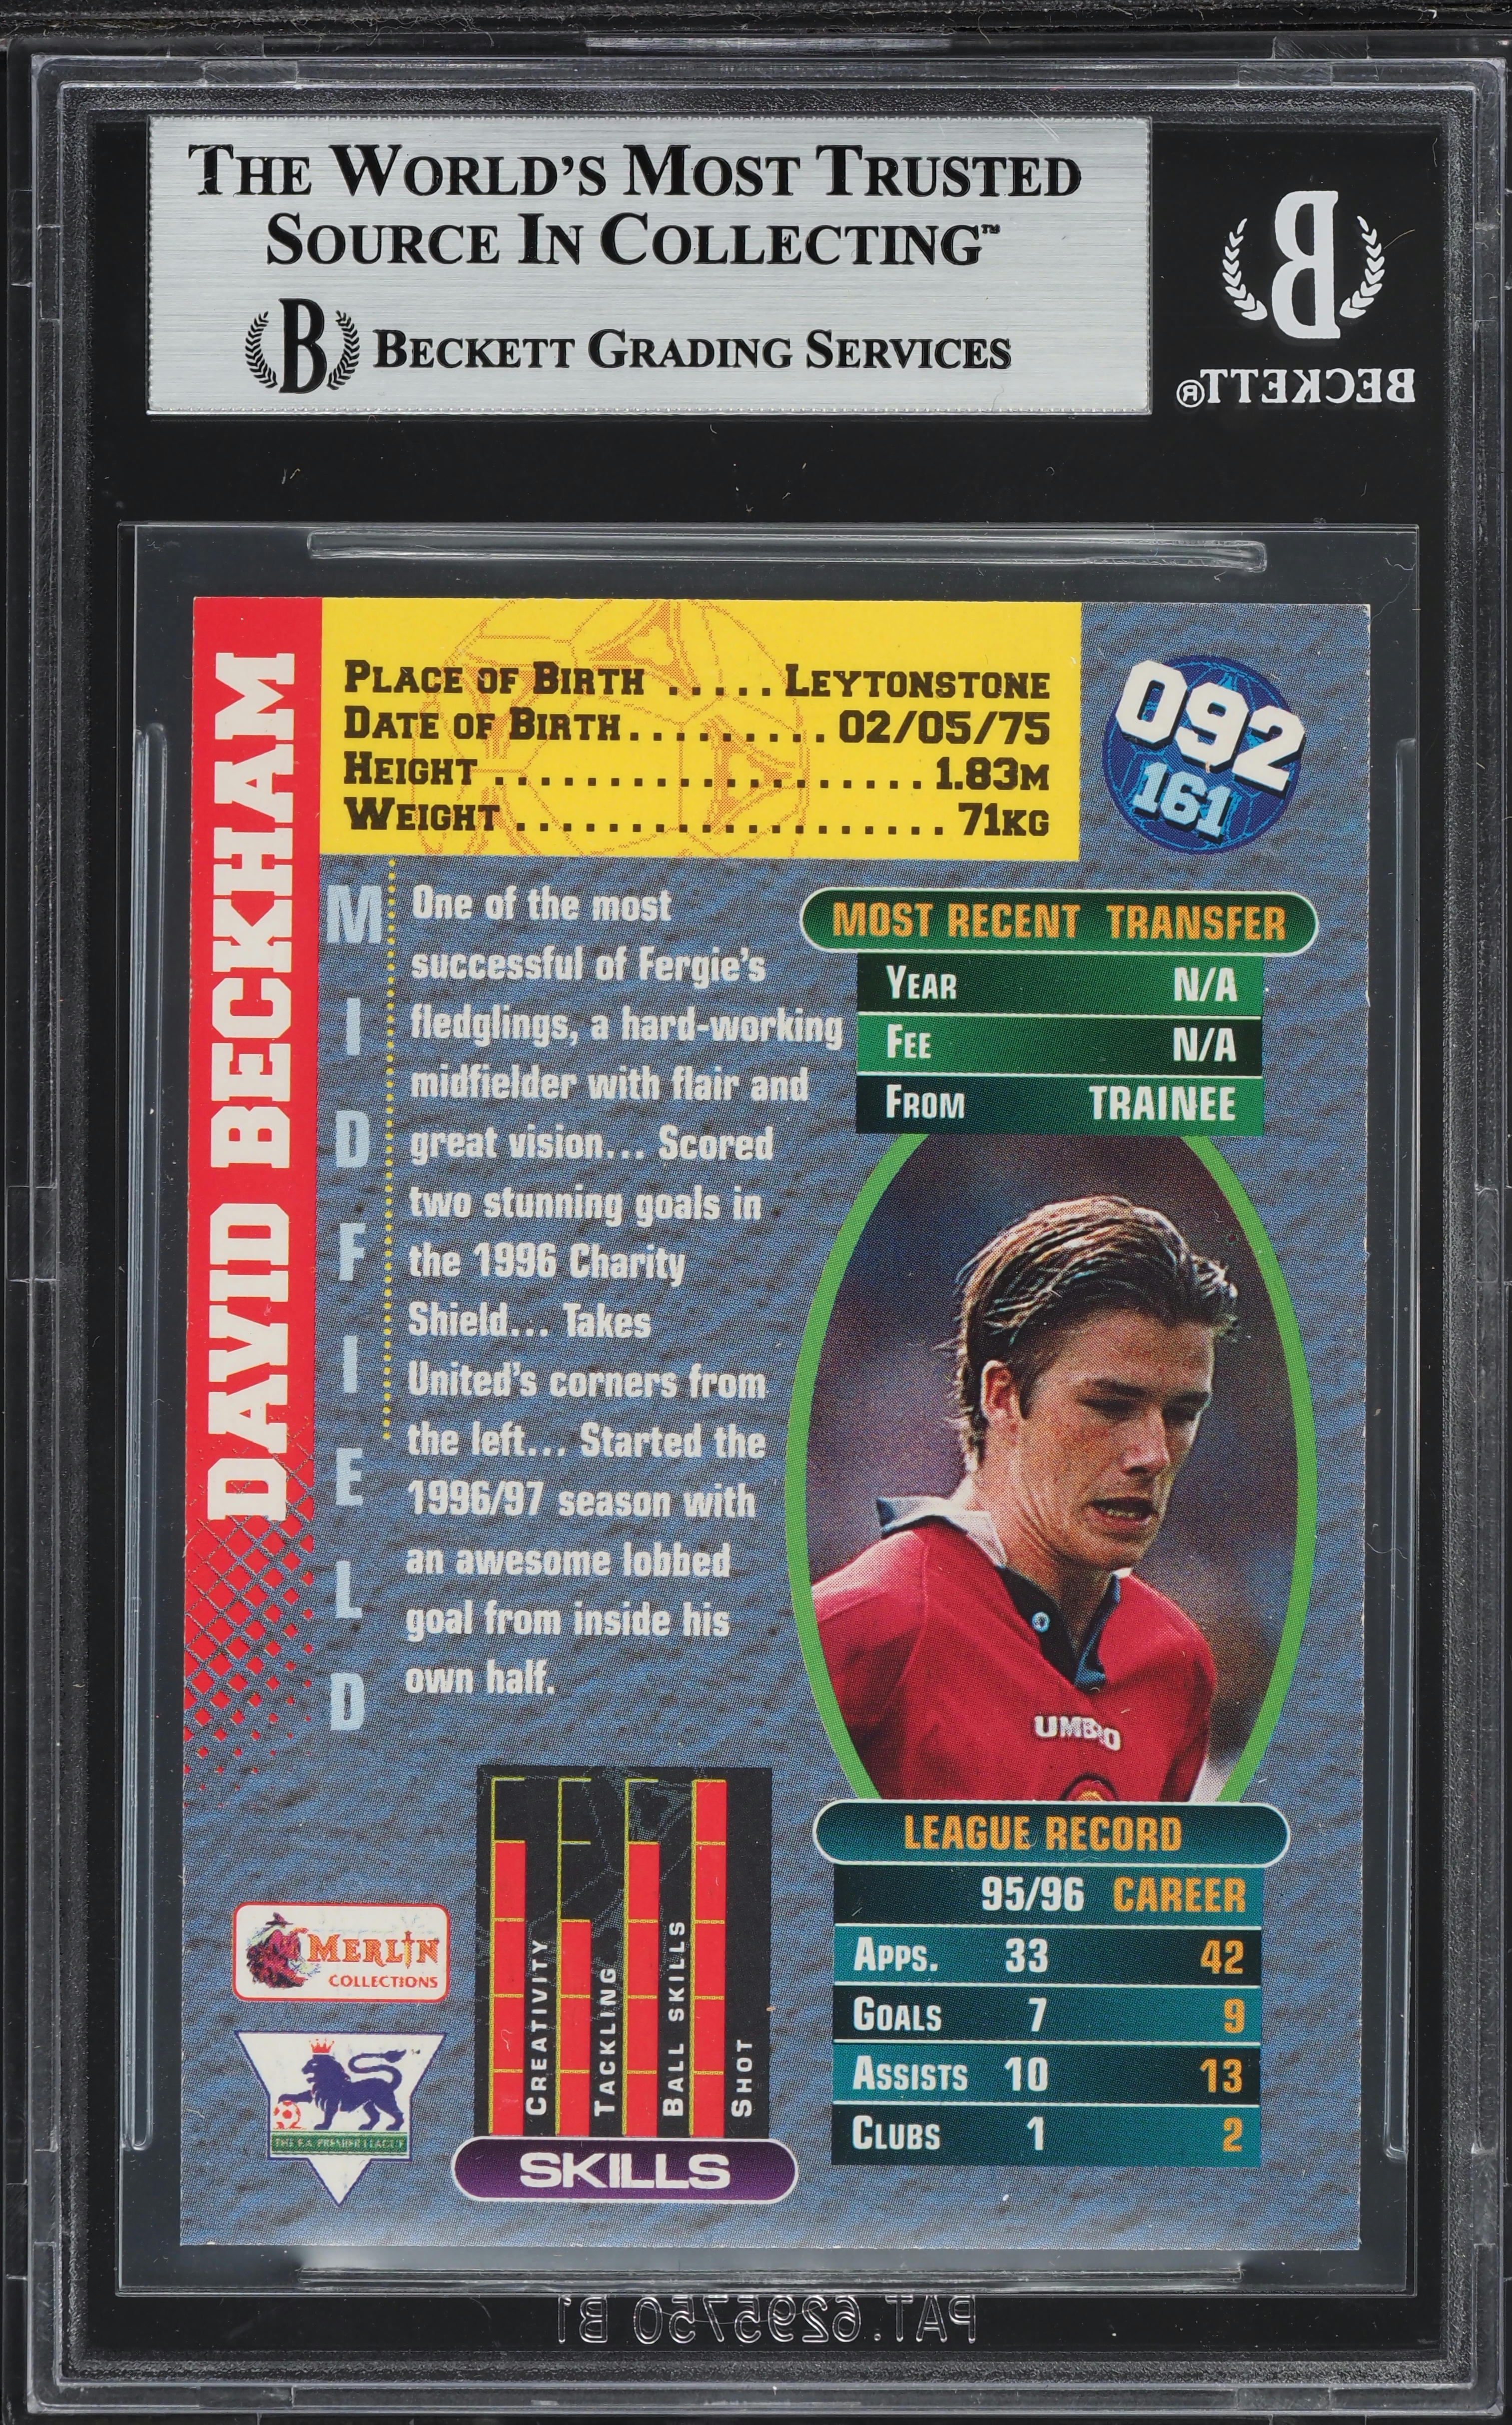 THE WORLD'S MOST TRUSTED
SOURCE IN COLLECTING™
B BECKETT GRADING SERVICES
B
BECKETT®
DAVID BECKHAM
PLACE OF BIRTH ..... LEYTONSTONE
DATE OF BIRTH......... 02/05/75
HEIGHT ................... 1.83M
WEIGHT ................... 71KG
092
161
MIDFIELD
One of the most
successful of Fergie's
fledglings, a hard-working
midfielder with flair and
great vision... Scored
two stunning goals in
the 1996 Charity
Shield... Takes
United's corners from
the left... Started the
1996/97 season with
an awesome lobbed
goal from inside his
own half.
MOST RECENT TRANSFER
YEAR N/A
FEE N/A
FROM TRAINEE
UMBRO
LEAGUE RECORD
95/96 CAREER
APPS. 33 42
GOALS 7 9
ASSISTS 10 13
CLUBS 1 2
CREATIVITY
TACKLING
BALL SKILLS
SHOT
SKILLS
MERLIN
COLLECTIONS
THE F.A. PREMIER LEAGUE
PAT. 6295750 B1